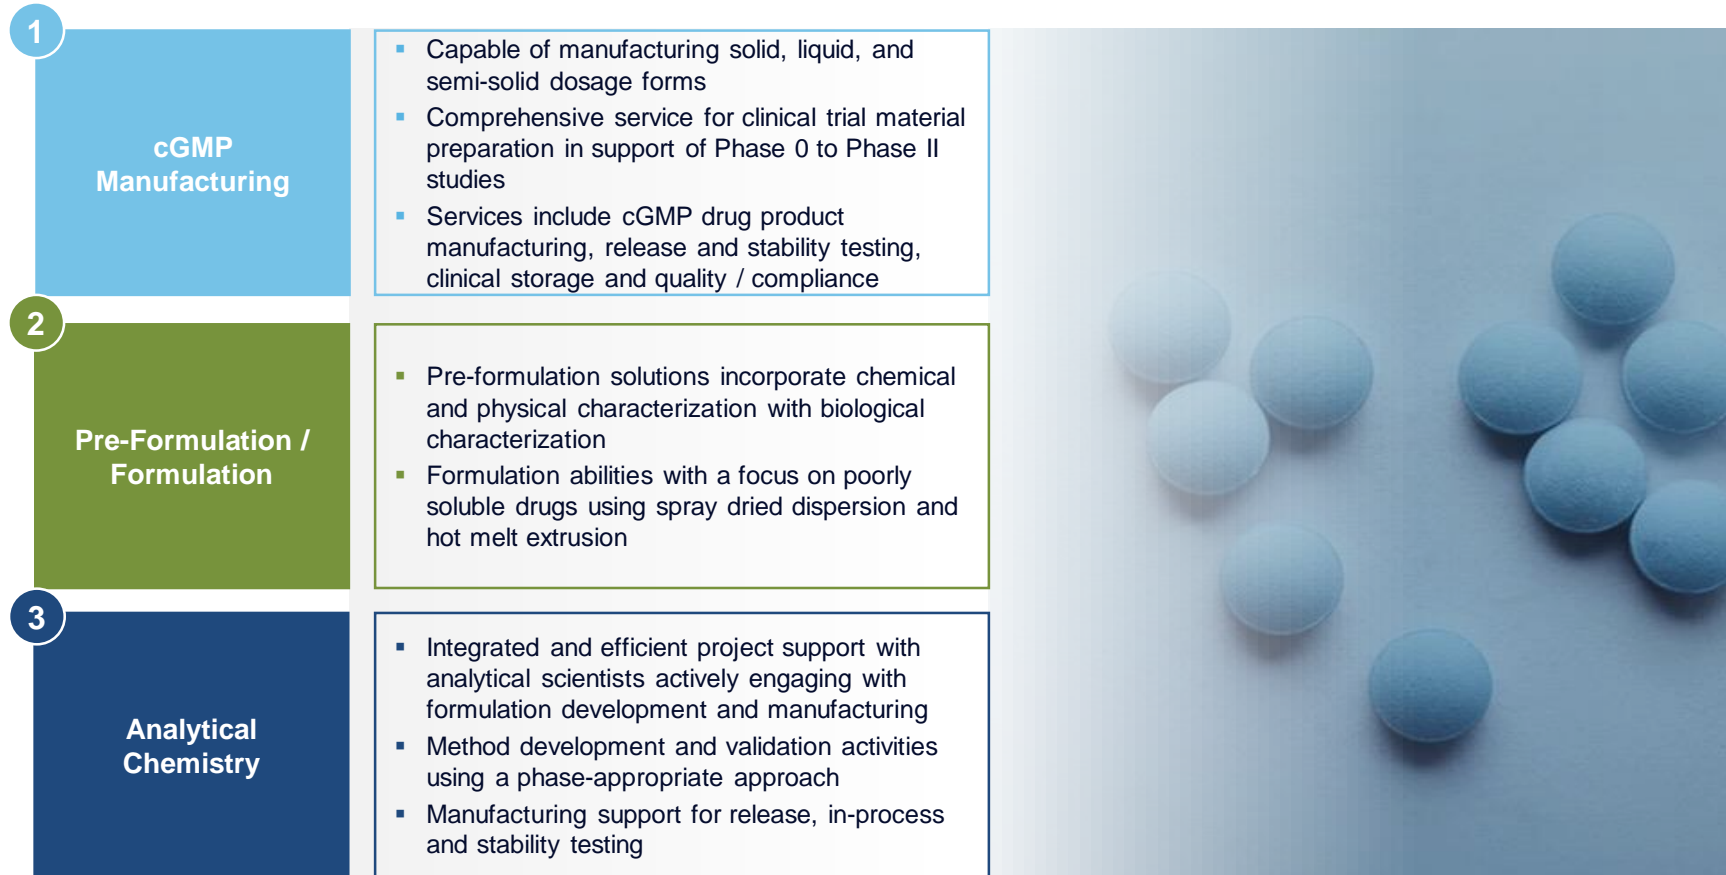 1
cGMP
Manufacturing
▪ Capable of manufacturing solid, liquid, and
semi-solid dosage forms
▪ Comprehensive service for clinical trial material
preparation in support of Phase 0 to Phase II
studies
▪ Services include cGMP drug product
manufacturing, release and stability testing,
clinical storage and quality / compliance
2
Pre-Formulation /
Formulation
▪ Pre-formulation solutions incorporate chemical
and physical characterization with biological
characterization
▪ Formulation abilities with a focus on poorly
soluble drugs using spray dried dispersion and
hot melt extrusion
3
Analytical
Chemistry
▪ Integrated and efficient project support with
analytical scientists actively engaging with
formulation development and manufacturing
▪ Method development and validation activities
using a phase-appropriate approach
▪ Manufacturing support for release, in-process
and stability testing